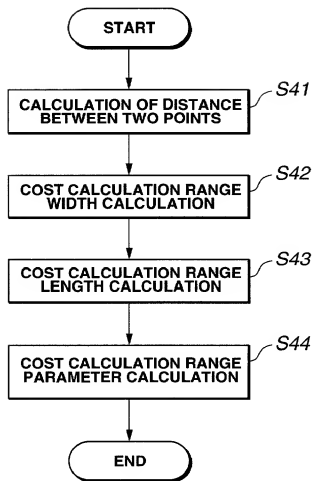 START
CALCULATION OF DISTANCE
BETWEEN TWO POINTS
S41
COST CALCULATION RANGE
WIDTH CALCULATION
S42
COST CALCULATION RANGE
LENGTH CALCULATION
S43
COST CALCULATION RANGE
PARAMETER CALCULATION
S44
END